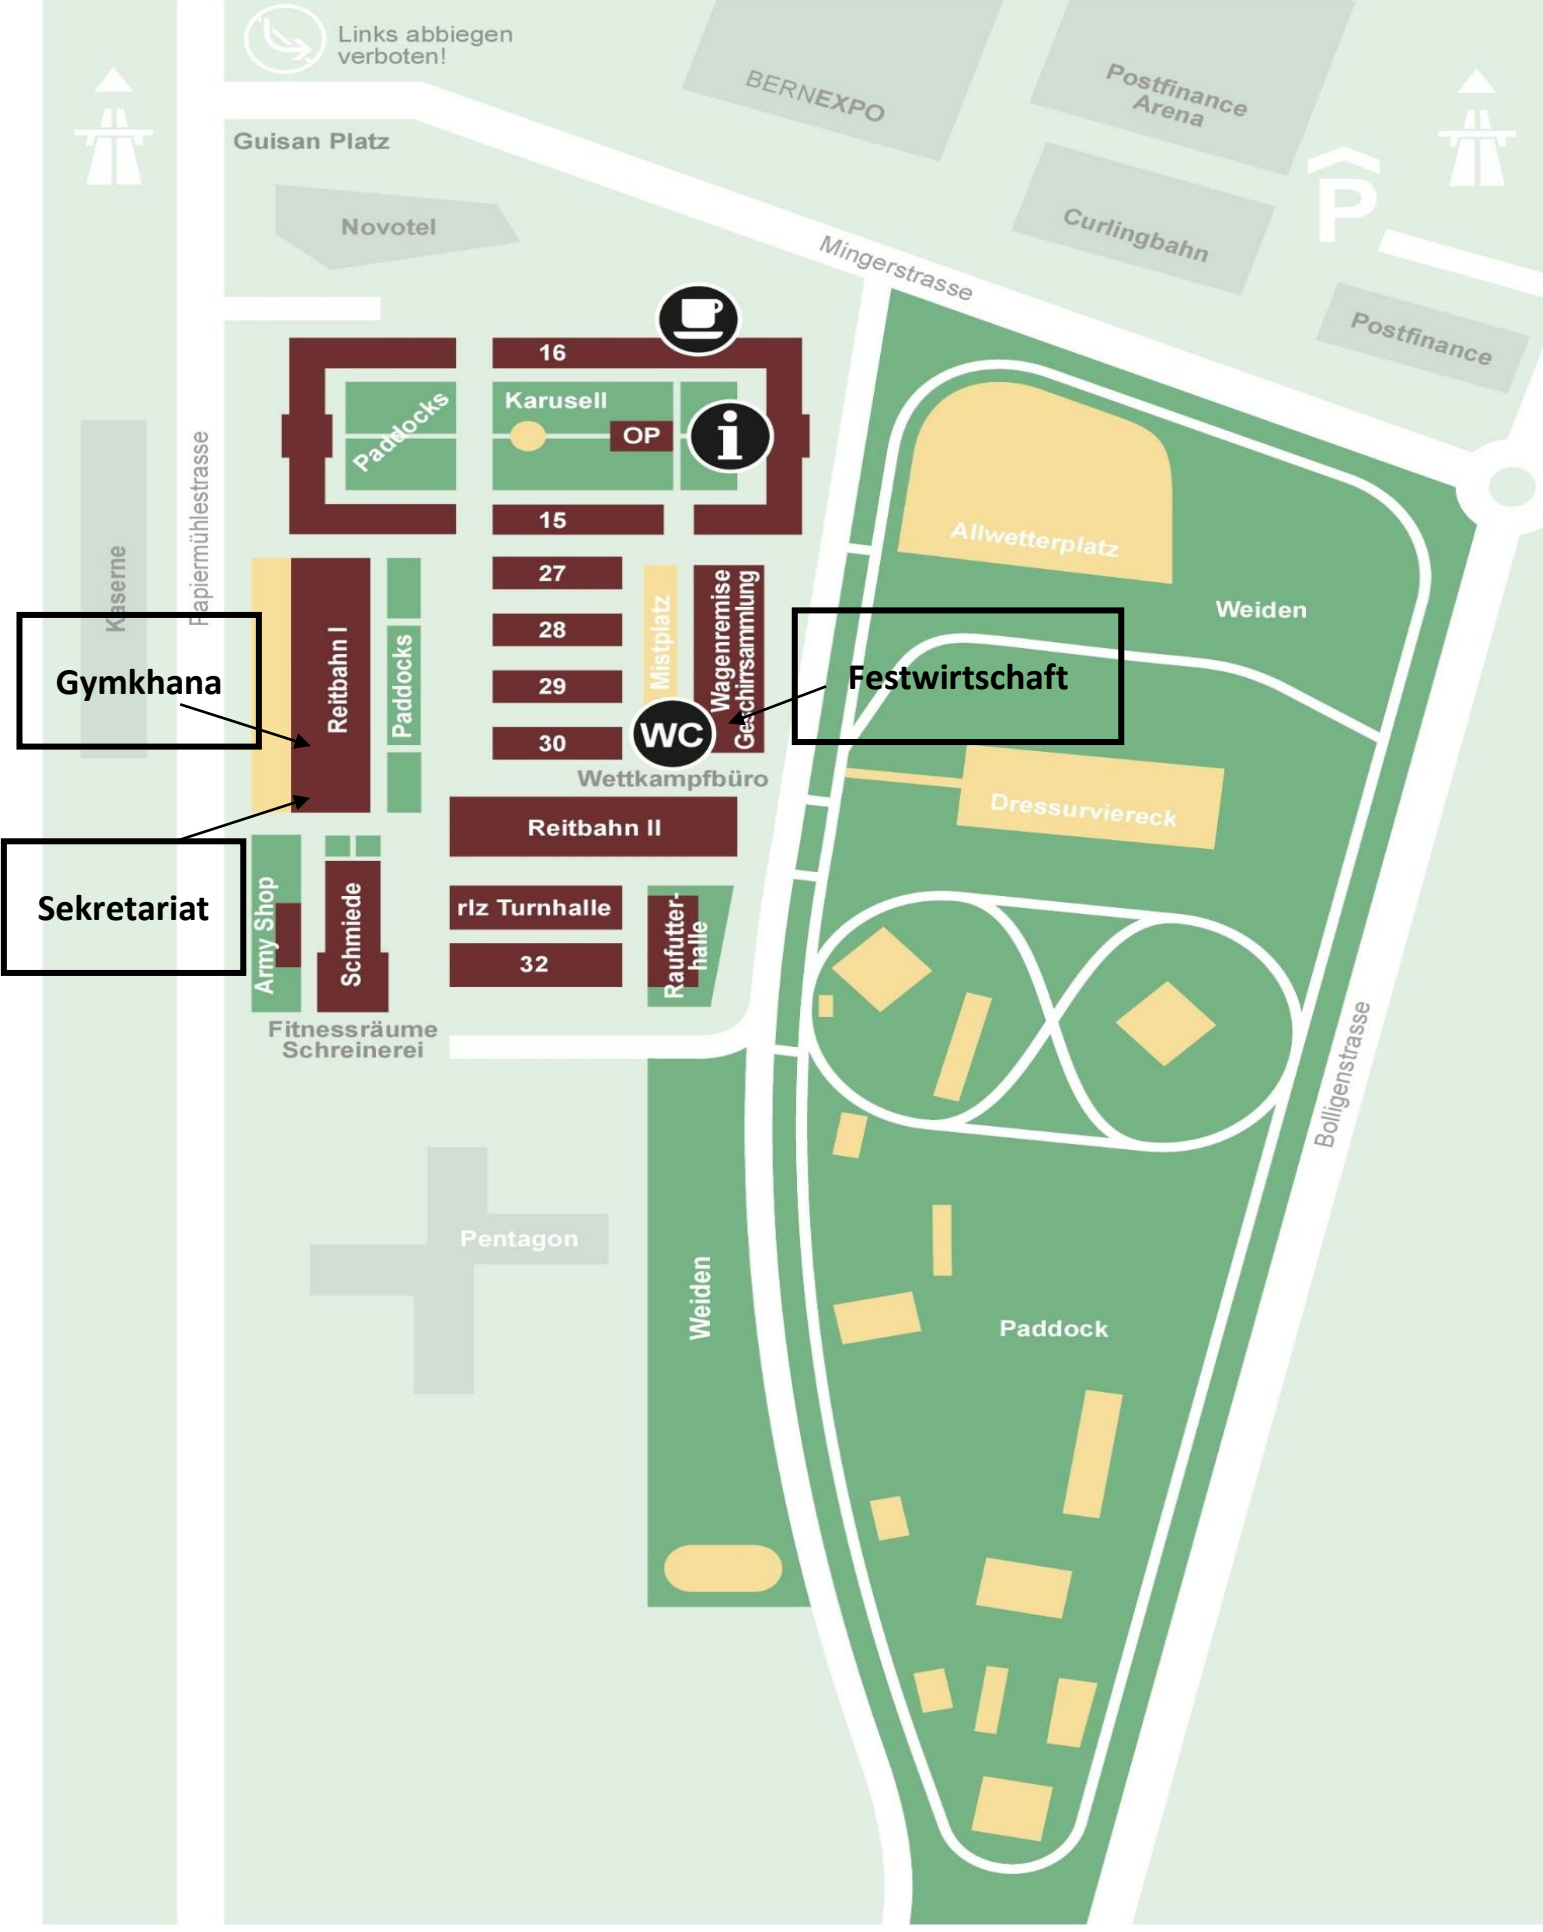 Links abbiegen
verboten!
BERNEXPO
Postfinance
Arena
Guisan Platz
Novotel
Curlingbahn
P
Mingerstrasse
Postfinance
16
Karusell
Paddocks
OP
i
15
Allwetterplatz
Kaserne
Papiermühlestrasse
27
28
29
30
Mistplatz
Wagenremise
Geschirrsammlung
Weiden
Reitbahn I
Paddocks
Gymkhana
Festwirtschaft
WC
Wettkampfbüro
Dressurviereck
Reitbahn II
Sekretariat
Army Shop
Schmiede
rlz Turnhalle
32
Raufutter-
halle
Fitnessräume
Schreinerei
Bolligenstrasse
Pentagon
Weiden
Paddock